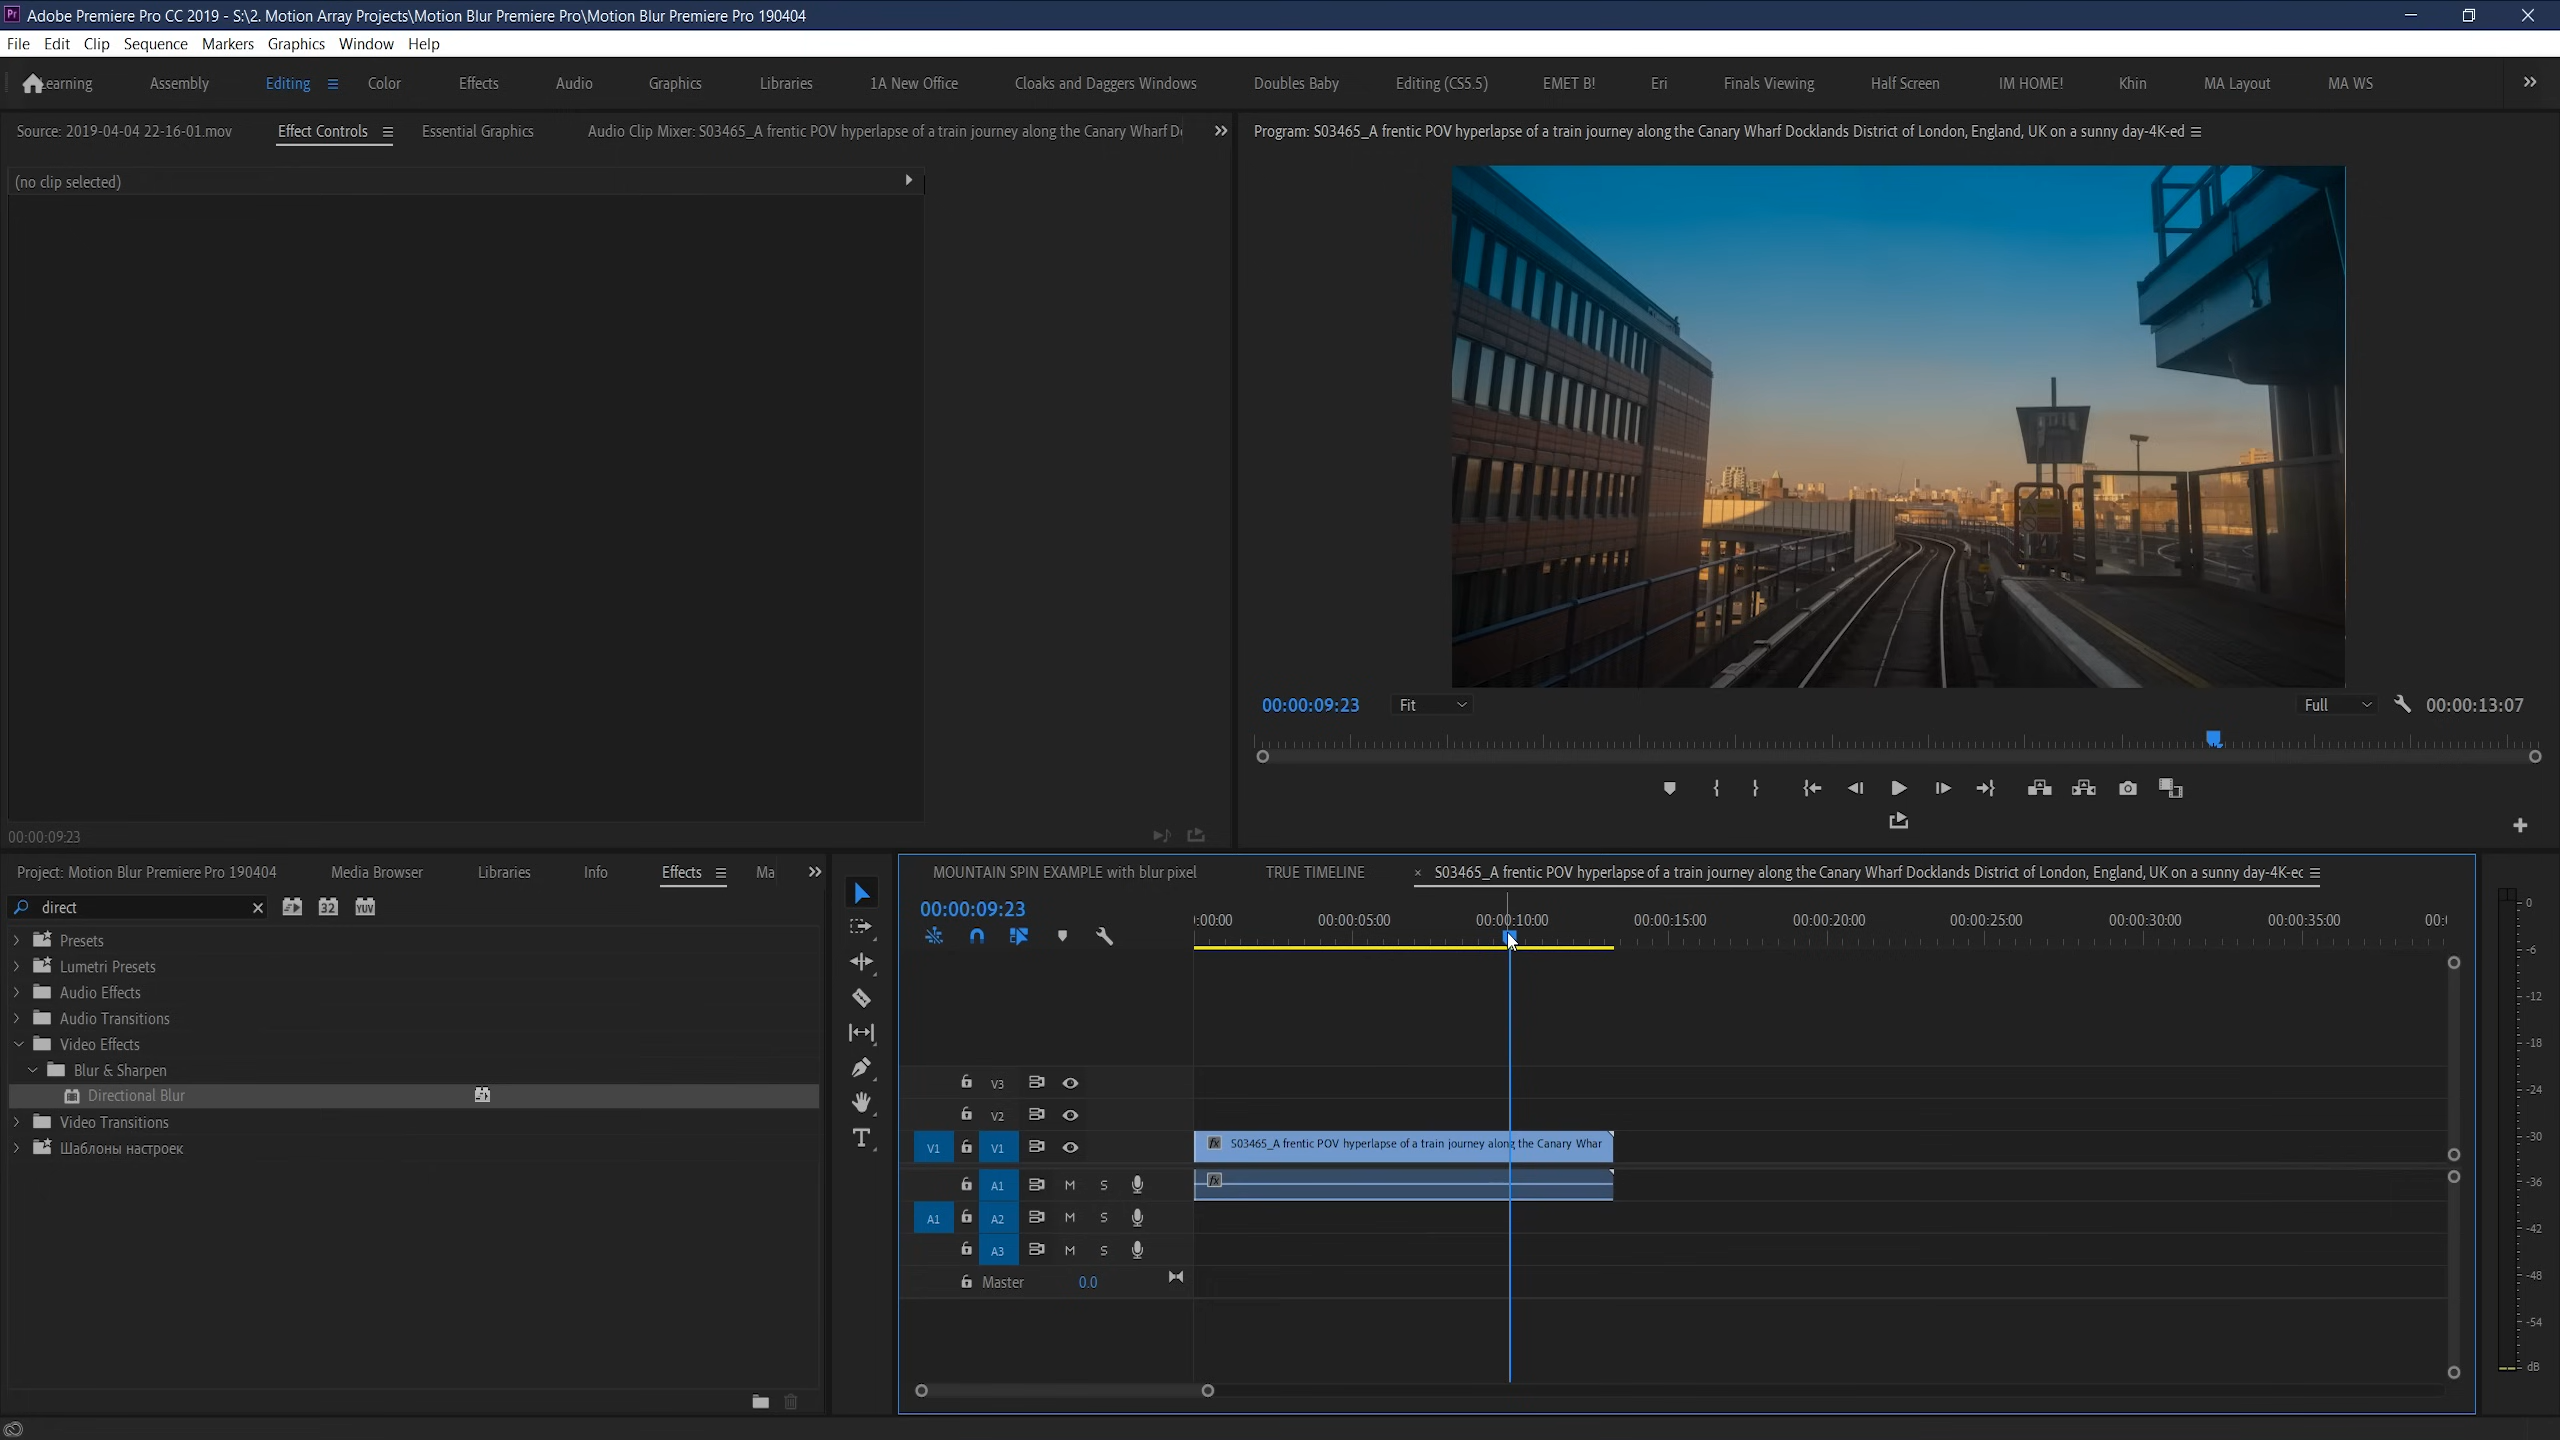 Adobe Premiere Pro CC 2019 - S:\2. Motion Array Projects\Motion Blur Premiere Pro\Motion Blur Premiere Pro 190404
File Edit Clip Sequence Markers Graphics Window Help
earning Assembly Editing Color Effects Audio Graphics Libraries 1A New Office Cloaks and Daggers Windows Doubles Baby Editing (CS5.5) EMET B! Eri Finals Viewing Half Screen IM HOME! Khin MA Layout MA WS
Source: 2019-04-04 22-16-01.mov Effect Controls Essential Graphics Audio Clip Mixer: S03465_A frentic POV hyperlapse of a train journey along the Canary Wharf D
Program: S03465_A frentic POV hyperlapse of a train journey along the Canary Wharf Docklands District of London, England, UK on a sunny day-4K-ed
(no clip selected)
00:00:09:23 Fit Full 00:00:13:07
00:00:09:23
Project: Motion Blur Premiere Pro 190404 Media Browser Libraries Info Effects Ma
direct 32 YUV
Presets
Lumetri Presets
Audio Effects
Audio Transitions
Video Effects
Blur & Sharpen
Directional Blur
Video Transitions
Шаблоны настроек
T
MOUNTAIN SPIN EXAMPLE with blur pixel TRUE TIMELINE × S03465_A frentic POV hyperlapse of a train journey along the Canary Wharf Docklands District of London, England, UK on a sunny day-4K-ec
00:00:09:23
:00:00 00:00:05:00 00:00:10:00 00:00:15:00 00:00:20:00 00:00:25:00 00:00:30:00 00:00:35:00 00:
V3
V2
V1 V1 fx S03465_A frentic POV hyperlapse of a train journey along the Canary Whar
A1 M S fx
A1 A2 M S
A3 M S
Master 0.0
0
-6
-12
-18
-24
-30
-36
-42
-48
-54
dB